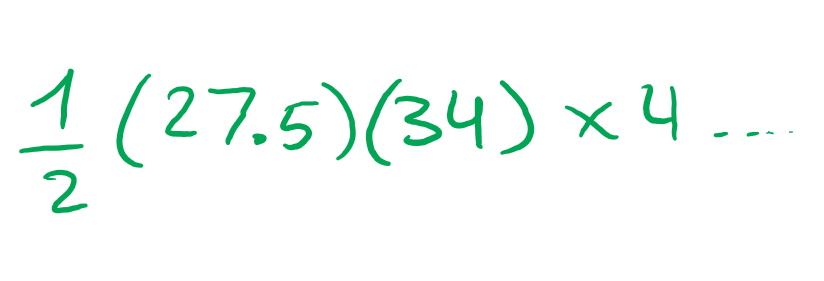 1/2 (27.5)(34) × 4 ....